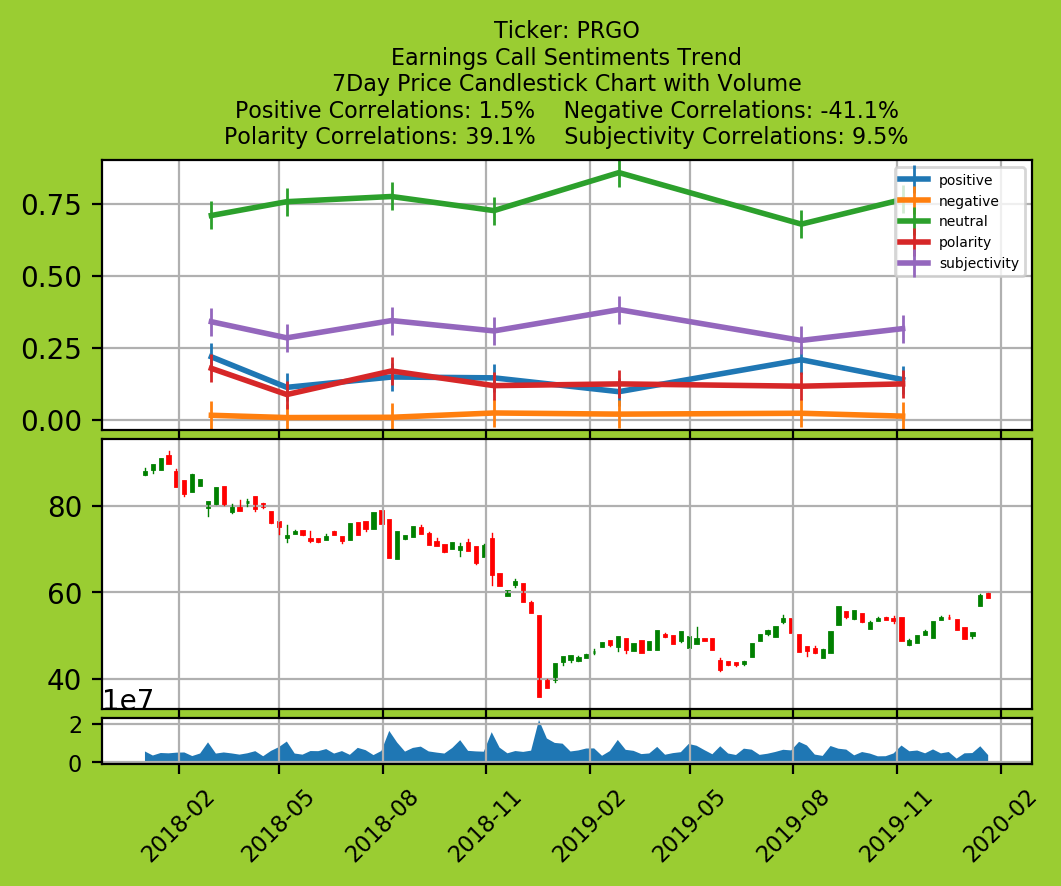 Ticker: PRGO
Earnings Call Sentiments Trend
7Day Price Candlestick Chart with Volume
Positive Correlations: 1.5%    Negative Correlations: -41.1%
Polarity Correlations: 39.1%    Subjectivity Correlations: 9.5%
0.75
0.50
0.25
0.00
positive
negative
neutral
polarity
subjectivity
80
60
40
1e7
2
0
2018-02
2018-05
2018-08
2018-11
2019-02
2019-05
2019-08
2019-11
2020-02